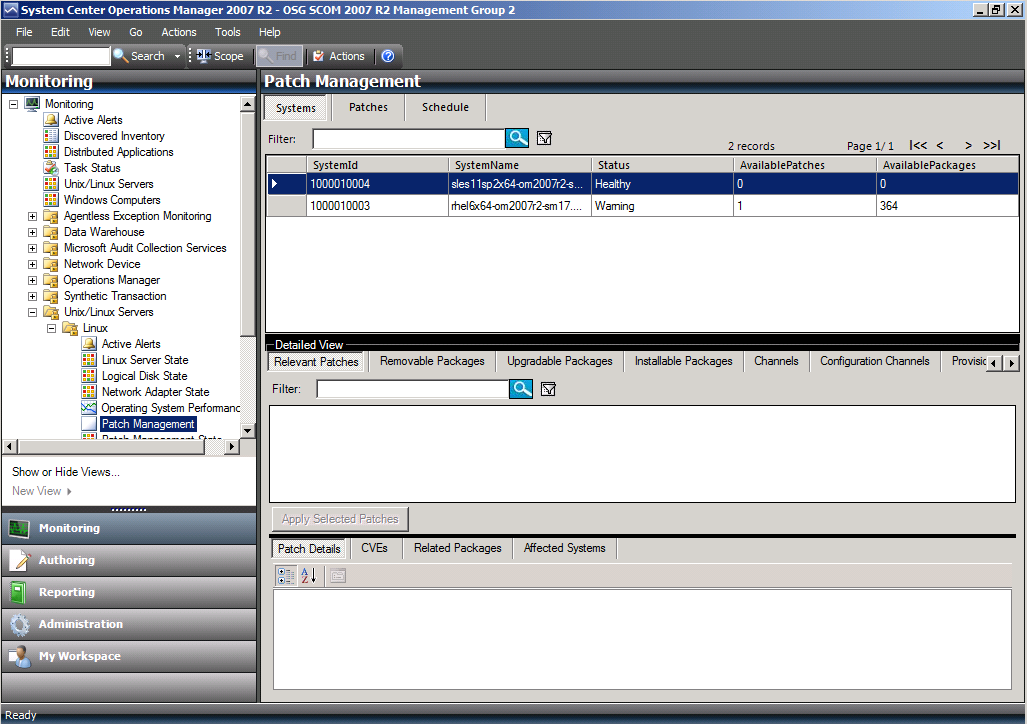 System Center Operations Manager 2007 R2 - OSG SCOM 2007 R2 Management Group 2
File Edit View Go Actions Tools Help
Search Scope Find Actions
Monitoring
Monitoring
Active Alerts
Discovered Inventory
Distributed Applications
Task Status
Unix/Linux Servers
Windows Computers
Agentless Exception Monitoring
Data Warehouse
Microsoft Audit Collection Services
Network Device
Operations Manager
Synthetic Transaction
Unix/Linux Servers
Linux
Active Alerts
Linux Server State
Logical Disk State
Network Adapter State
Operating System Performanc
Patch Management
Patch Management State
Show or Hide Views...
New View
Monitoring
Authoring
Reporting
Administration
My Workspace
Patch Management
Systems Patches Schedule
Filter:
2 records Page 1/ 1 |<< < > >>|
SystemId SystemName Status AvailablePatches AvailablePackages
1000010004 sles11sp2x64-om2007r2-s... Healthy 0 0
1000010003 rhel6x64-om2007r2-sm17.... Warning 1 364
Detailed View
Relevant Patches Removable Packages Upgradable Packages Installable Packages Channels Configuration Channels Provisic
Filter:
Apply Selected Patches
Patch Details CVEs Related Packages Affected Systems
Ready